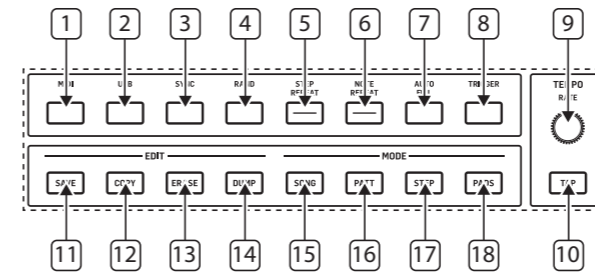 1 2 3 4 5 6 7 8 9
MIDI USB SYNC RAND STEP REPEAT NOTE REPEAT AUTO FILL TRIGGER TEMPO
RATE
EDIT MODE
SAVE COPY ERASE DUMP SONG PATT STEP PADS TAP
11 12 13 14 15 16 17 18 10